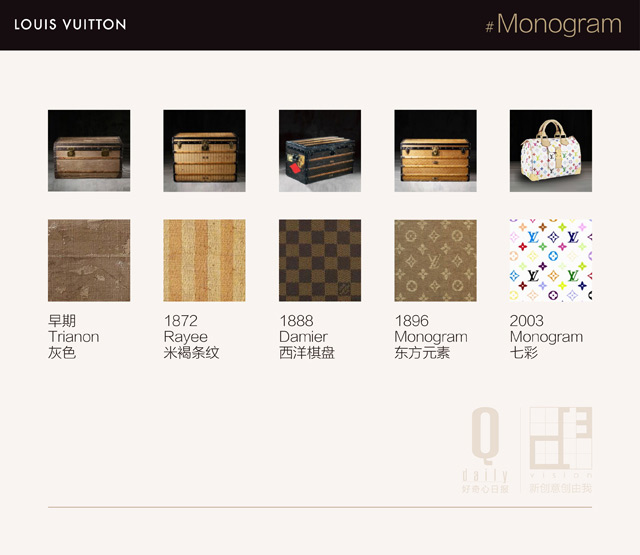 LOUIS VUITTON
#Monogram
早期
Trianon
灰色
1872
Rayee
米褐条纹
1888
Damier
西洋棋盘
1896
Monogram
东方元素
2003
Monogram
七彩
Q
daily
好奇心日报
VISION
新创意创由我